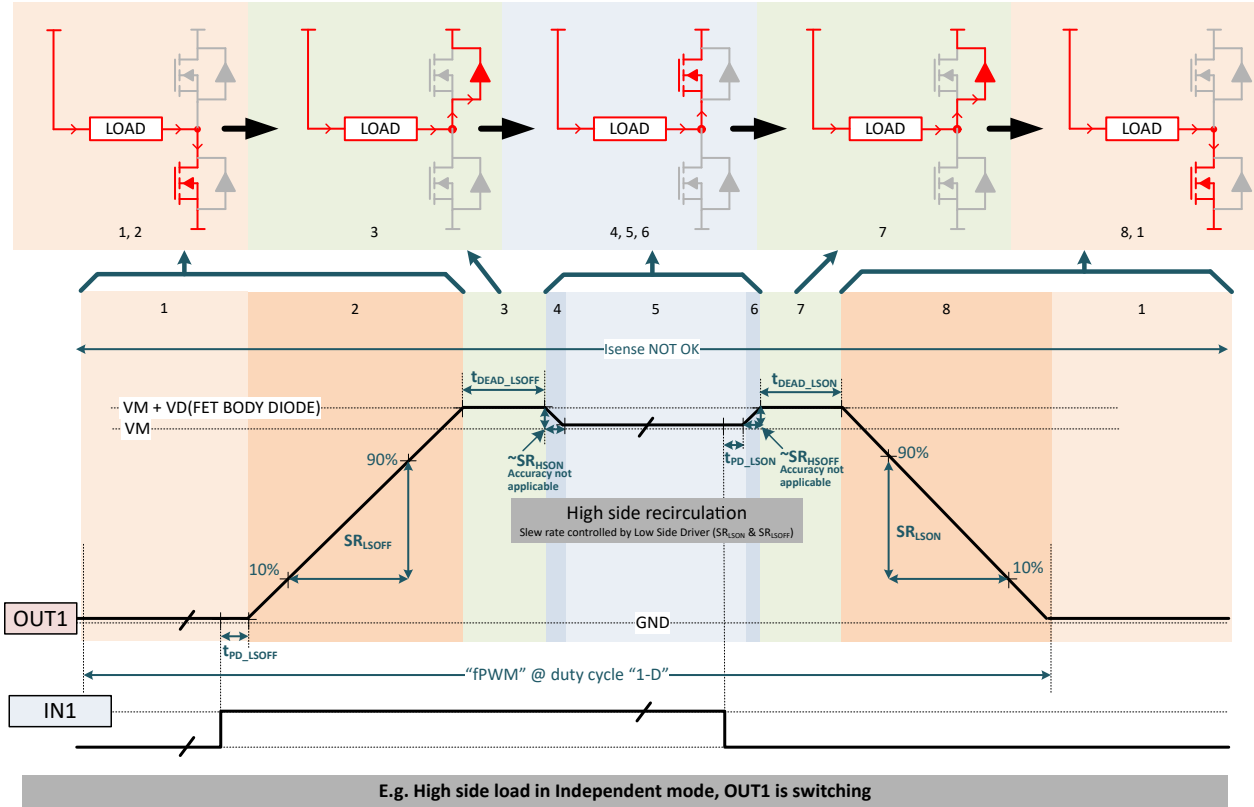 LOAD
LOAD
LOAD
LOAD
LOAD
1, 2
3
4, 5, 6
7
8, 1
1
2
3
4
5
6
7
8
1
Isense NOT OK
tDEAD_LSOFF
tDEAD_LSON
VM + VD(FET BODY DIODE)
VM
~SRHSON
Accuracy not
applicable
tPD_LSON
~SRHSOFF
Accuracy not
applicable
90%
90%
High side recirculation
Slew rate controlled by Low Side Driver (SRLSON & SRLSOFF)
SRLSOFF
SRLSON
10%
10%
OUT1
GND
tPD_LSOFF
“fPWM” @ duty cycle “1-D”
IN1
E.g. High side load in Independent mode, OUT1 is switching